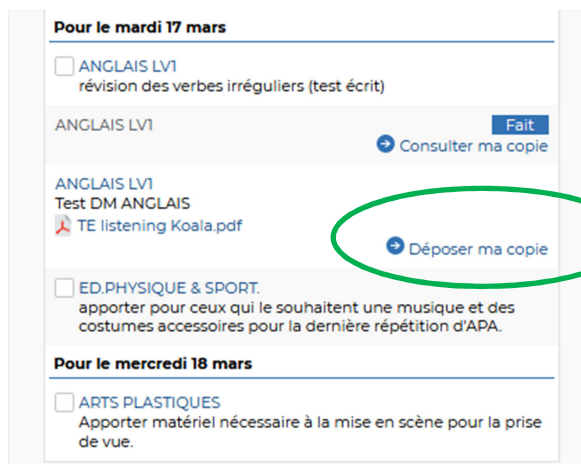 Pour le mardi 17 mars
ANGLAIS LV1
révision des verbes irréguliers (test écrit)
ANGLAIS LV1
Fait
Consulter ma copie
ANGLAIS LV1
Test DM ANGLAIS
TE listening Koala.pdf
Déposer ma copie
ED.PHYSIQUE & SPORT.
apporter pour ceux qui le souhaitent une musique et des
costumes accessoires pour la dernière répétition d'APA.
Pour le mercredi 18 mars
ARTS PLASTIQUES
Apporter matériel nécessaire à la mise en scène pour la prise
de vue.